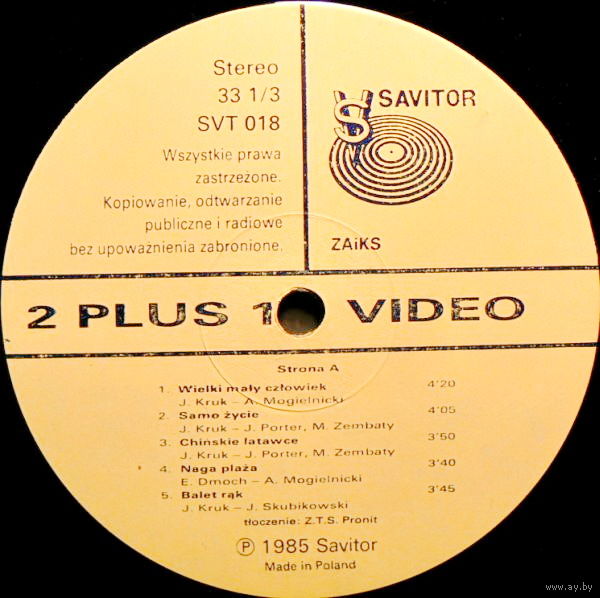 Stereo
33 1/3
SVT 018
Wszystkie prawa
zastrzeżone.
Kopiowanie, odtwarzanie
publiczne i radiowe
bez upoważnienia zabronione.
SAVITOR
ZAiKS
2 PLUS 1 VIDEO
Strona A
1. Wielki mały człowiek 4'20
J. Kruk – A. Mogielnicki
2. Samo życie 4'05
J. Kruk – J. Porter, M. Zembaty
3. Chińskie latawce 3'50
J. Kruk – J. Porter, M. Zembaty
4. Naga plaża 3'40
E. Dmoch – A. Mogielnicki
5. Balet rąk 3'45
J. Kruk – J. Skubikowski
tłoczenie: Z.T.S. Pronit
Ⓟ 1985 Savitor
Made in Poland
www.ay.by